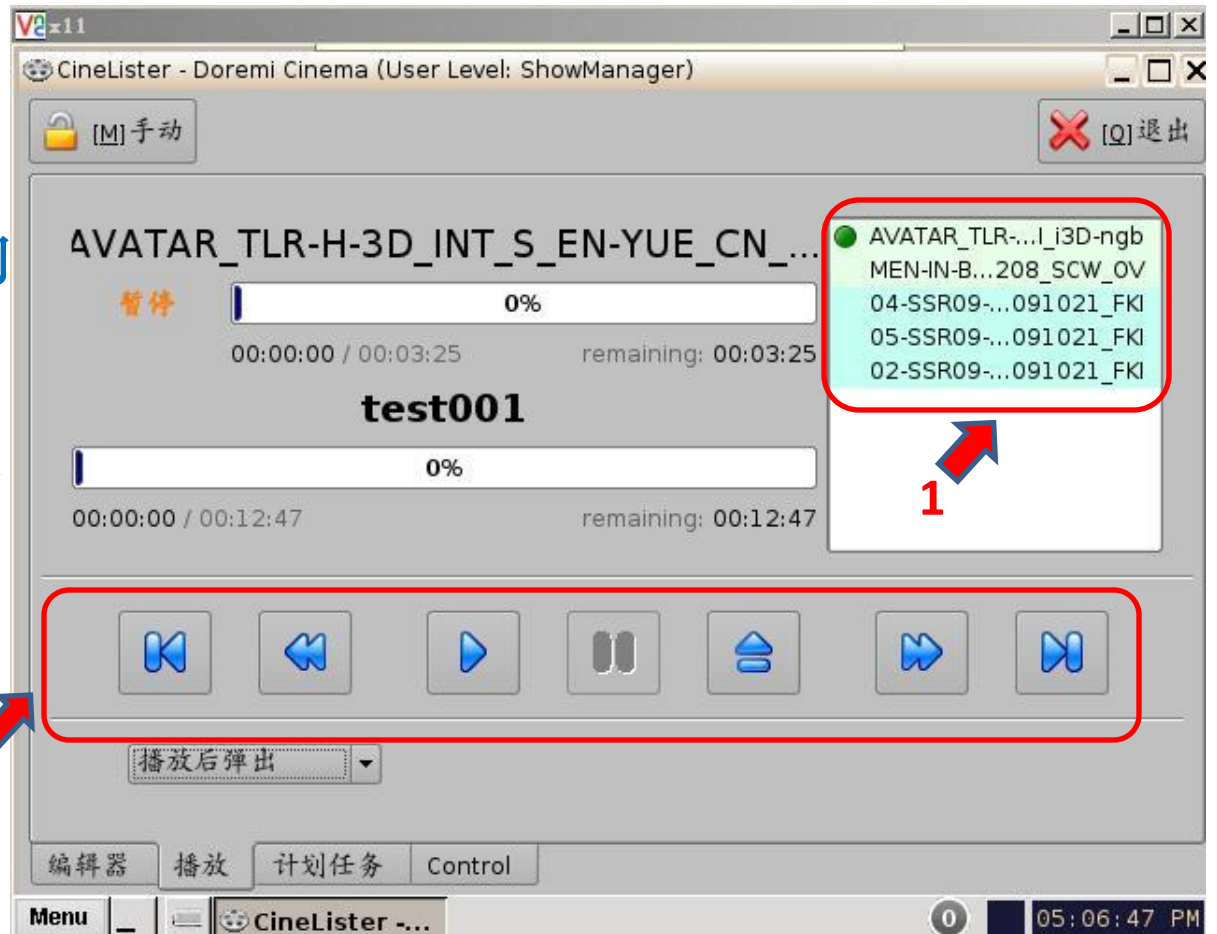 x11
CineLister - Doremi Cinema (User Level: ShowManager)
[M]手动
[Q]退出
AVATAR_TLR-H-3D_INT_S_EN-YUE_CN_...
暂停
0%
00:00:00 / 00:03:25
remaining: 00:03:25
test001
0%
00:00:00 / 00:12:47
remaining: 00:12:47
AVATAR_TLR-...I_i3D-ngb
MEN-IN-B...208_SCW_OV
04-SSR09-...091021_FKI
05-SSR09-...091021_FKI
02-SSR09-...091021_FKI
1
播放后弹出
编辑器
播放
计划任务
Control
Menu
CineLister -...
0
05:06:47 PM